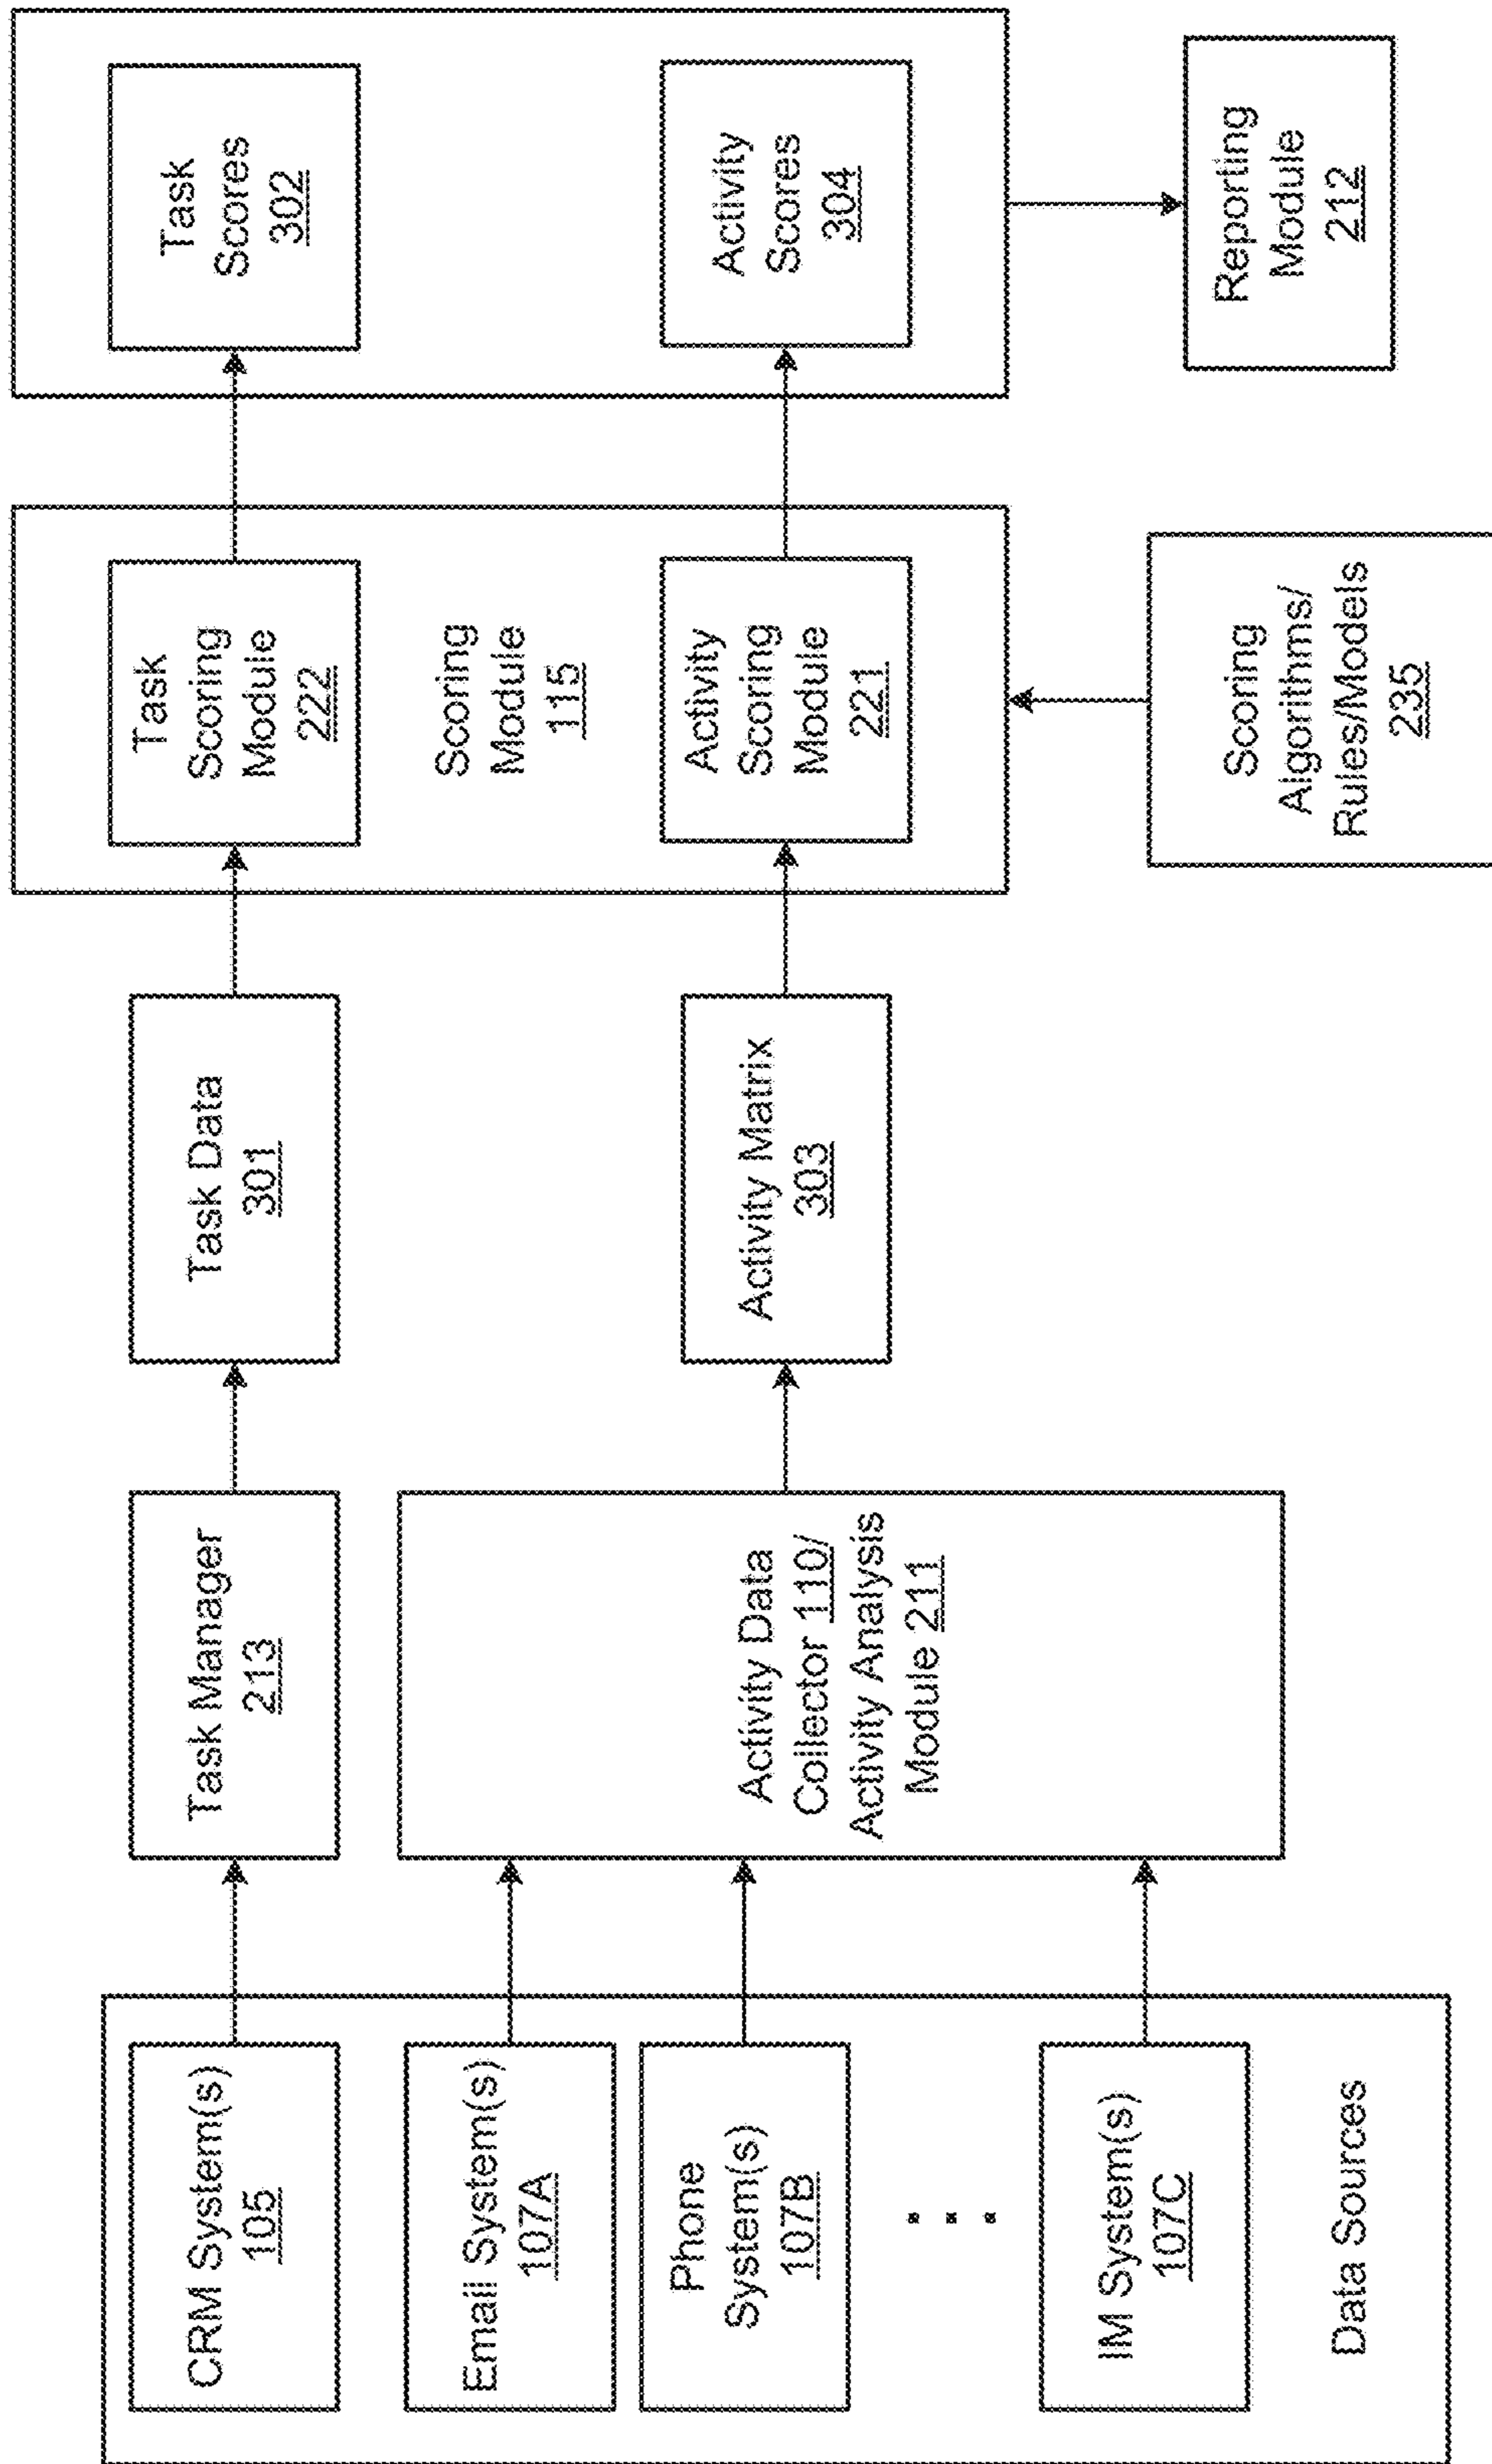 CRM System(s)
105
Email System(s)
107A
Phone
System(s)
107B
IM System(s)
107C
Data Sources
Task Manager
213
Activity Data
Collector 110/
Activity Analysis
Module 211
Task Data
301
Activity Matrix
303
Task
Scoring
Module
222
Scoring
Module
115
Activity
Scoring
Module
221
Scoring
Algorithms/
Rules/Models
235
Task
Scores
302
Activity
Scores
304
Reporting
Module
212